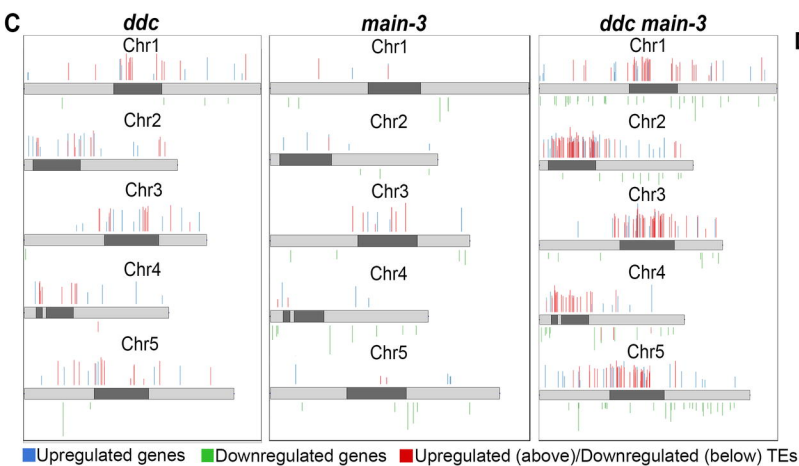 C
ddc main-3 ddc main-3
Chr1 Chr1 Chr1
Chr2 Chr2 Chr2
Chr3 Chr3 Chr3
Chr4 Chr4 Chr4
Chr5 Chr5 Chr5
Upregulated genes Downregulated genes Upregulated (above)/Downregulated (below) TEs